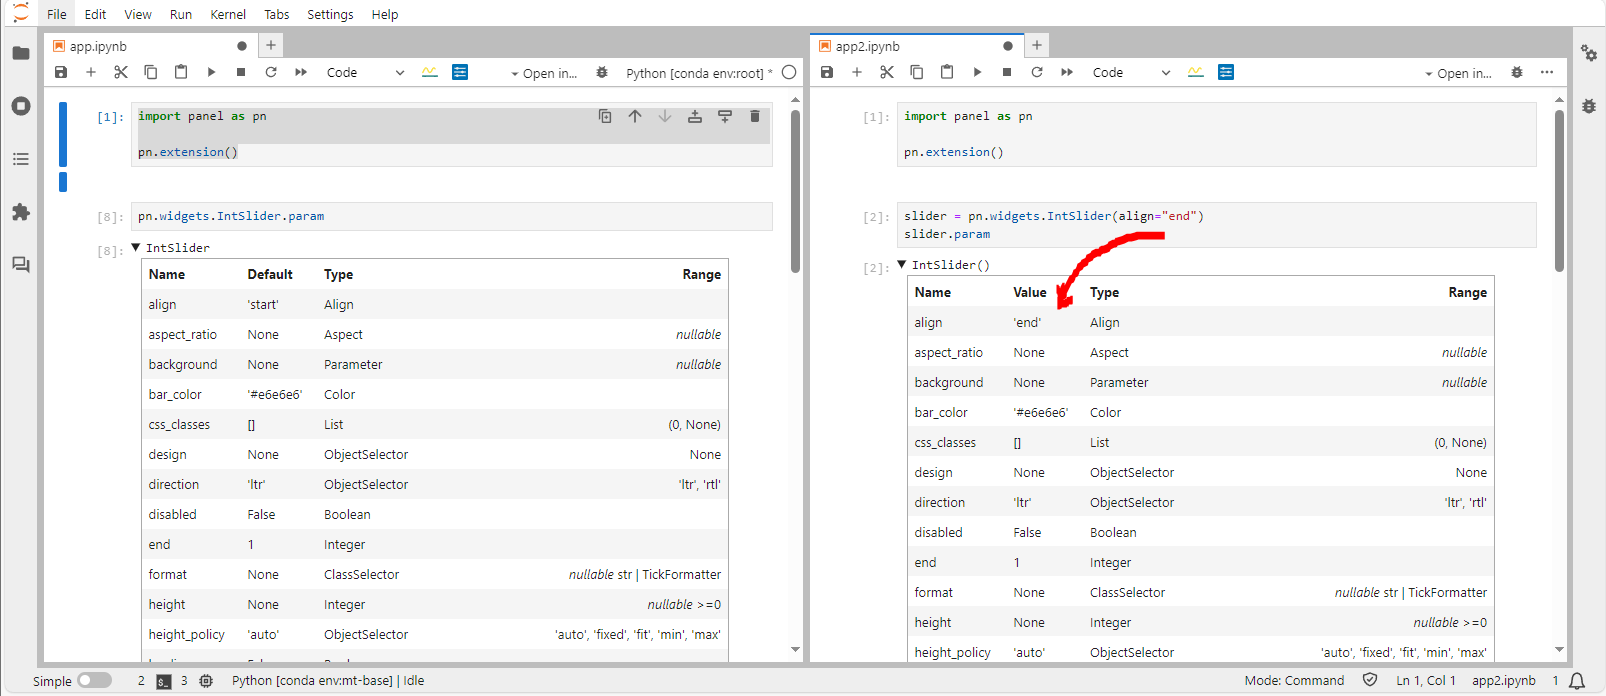 File Edit View Run Kernel Tabs Settings Help
app.ipynb
Code Open in... Python [conda env:root] *
[1]: import panel as pn
pn.extension()
[8]: pn.widgets.IntSlider.param
[8]: ▼ IntSlider
Name Default Type Range
align 'start' Align
aspect_ratio None Aspect nullable
background None Parameter nullable
bar_color '#e6e6e6' Color
css_classes [] List (0, None)
design None ObjectSelector None
direction 'ltr' ObjectSelector 'ltr', 'rtl'
disabled False Boolean
end 1 Integer
format None ClassSelector nullable str | TickFormatter
height None Integer nullable >=0
height_policy 'auto' ObjectSelector 'auto', 'fixed', 'fit', 'min', 'max'
app2.ipynb
Code Open in...
[1]: import panel as pn
pn.extension()
[2]: slider = pn.widgets.IntSlider(align="end")
slider.param
[2]: ▼ IntSlider()
Name Value Type Range
align 'end' Align
aspect_ratio None Aspect nullable
background None Parameter nullable
bar_color '#e6e6e6' Color
css_classes [] List (0, None)
design None ObjectSelector None
direction 'ltr' ObjectSelector 'ltr', 'rtl'
disabled False Boolean
end 1 Integer
format None ClassSelector nullable str | TickFormatter
height None Integer nullable >=0
height_policy 'auto' ObjectSelector 'auto', 'fixed', 'fit', 'min', 'max'
Simple 2 3 Python [conda env:mt-base] | Idle Mode: Command Ln 1, Col 1 app2.ipynb 1